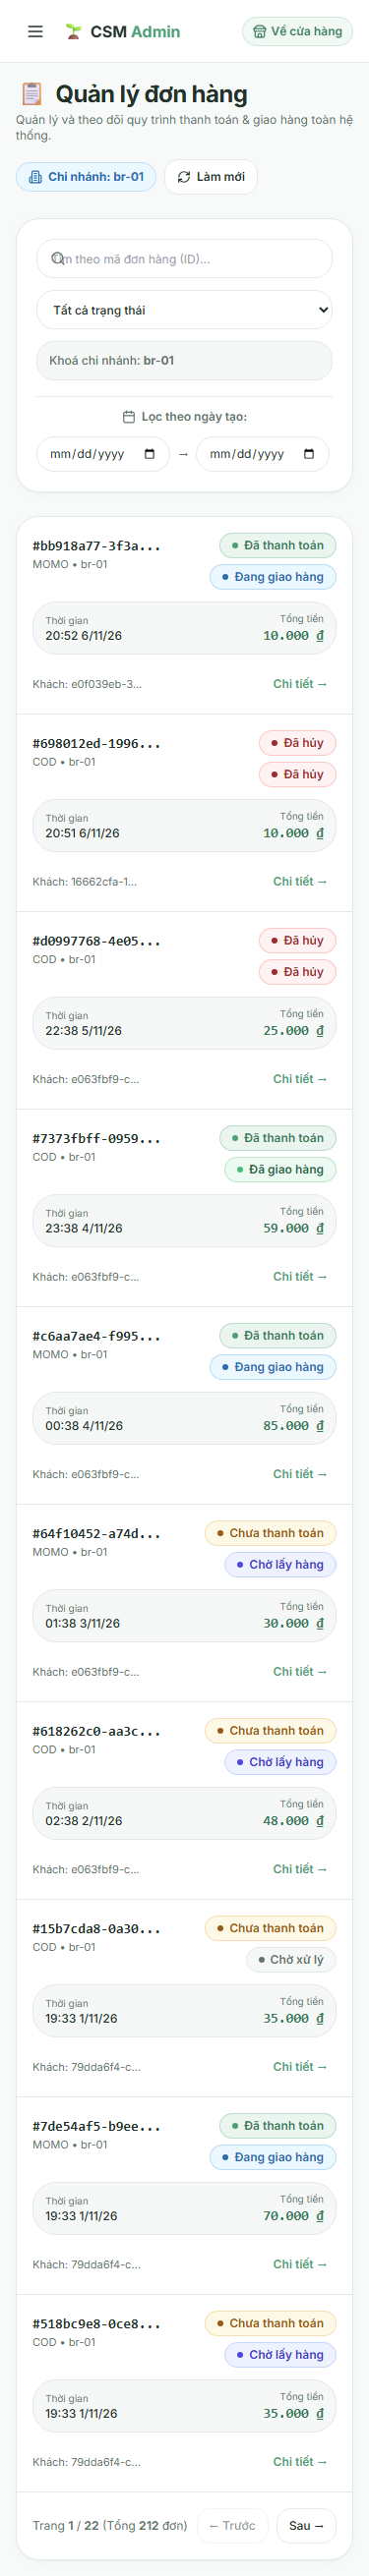 CSM Admin
Về cửa hàng
Quản lý đơn hàng
Quản lý và theo dõi quy trình thanh toán & giao hàng toàn hệ
thống.
Chi nhánh: br-01
Làm mới
Tìm theo mã đơn hàng (ID)...
Tất cả trạng thái
Khoá chi nhánh: br-01
Lọc theo ngày tạo:
mm/dd/yyyy → mm/dd/yyyy
#bb918a77-3f3a...
Đã thanh toán
MOMO • br-01
Đang giao hàng
Thời gian
Tổng tiền
20:52 6/11/26
10.000 ₫
Khách: e0f039eb-3...
Chi tiết →
#698012ed-1996...
Đã hủy
COD • br-01
Đã hủy
Thời gian
Tổng tiền
20:51 6/11/26
10.000 ₫
Khách: 16662cfa-1...
Chi tiết →
#d0997768-4e05...
Đã hủy
COD • br-01
Đã hủy
Thời gian
Tổng tiền
22:38 5/11/26
25.000 ₫
Khách: e063fbf9-c...
Chi tiết →
#7373fbff-0959...
Đã thanh toán
COD • br-01
Đã giao hàng
Thời gian
Tổng tiền
23:38 4/11/26
59.000 ₫
Khách: e063fbf9-c...
Chi tiết →
#c6aa7ae4-f995...
Đã thanh toán
MOMO • br-01
Đang giao hàng
Thời gian
Tổng tiền
00:38 4/11/26
85.000 ₫
Khách: e063fbf9-c...
Chi tiết →
#64f10452-a74d...
Chưa thanh toán
MOMO • br-01
Chờ lấy hàng
Thời gian
Tổng tiền
01:38 3/11/26
30.000 ₫
Khách: e063fbf9-c...
Chi tiết →
#618262c0-aa3c...
Chưa thanh toán
COD • br-01
Chờ lấy hàng
Thời gian
Tổng tiền
02:38 2/11/26
48.000 ₫
Khách: e063fbf9-c...
Chi tiết →
#15b7cda8-0a30...
Chưa thanh toán
COD • br-01
Chờ xử lý
Thời gian
Tổng tiền
19:33 1/11/26
35.000 ₫
Khách: 79dda6f4-c...
Chi tiết →
#7de54af5-b9ee...
Đã thanh toán
MOMO • br-01
Đang giao hàng
Thời gian
Tổng tiền
19:33 1/11/26
70.000 ₫
Khách: 79dda6f4-c...
Chi tiết →
#518bc9e8-0ce8...
Chưa thanh toán
COD • br-01
Chờ lấy hàng
Thời gian
Tổng tiền
19:33 1/11/26
35.000 ₫
Khách: 79dda6f4-c...
Chi tiết →
Trang 1 / 22 (Tổng 212 đơn)
← Trước
Sau →